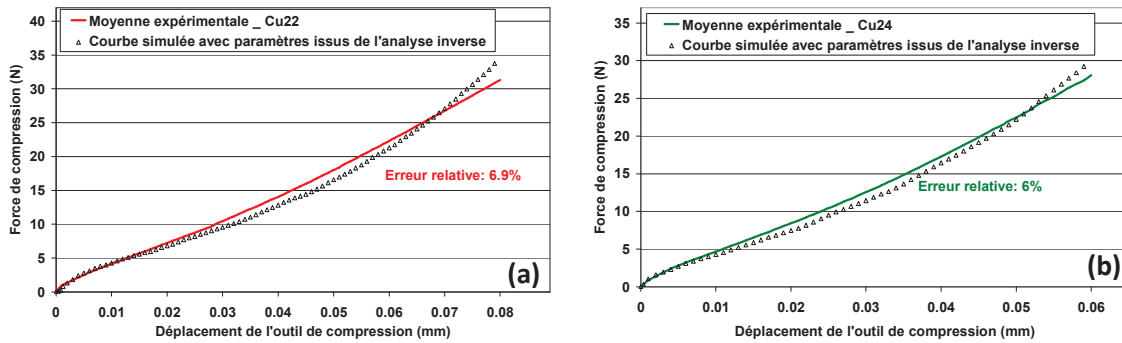 Moyenne expérimentale _ Cu22
Courbe simulée avec paramètres issus de l'analyse inverse
Force de compression (N)
40
35
30
25
20
15
10
5
0
Erreur relative: 6.9%
(a)
0 0.01 0.02 0.03 0.04 0.05 0.06 0.07 0.08
Déplacement de l'outil de compression (mm)
Moyenne expérimentale _ Cu24
Courbe simulée avec paramètres issus de l'analyse inverse
Force de compression (N)
35
30
25
20
15
10
5
0
Erreur relative: 6%
(b)
0 0.01 0.02 0.03 0.04 0.05 0.06
Déplacement de l'outil de compression (mm)